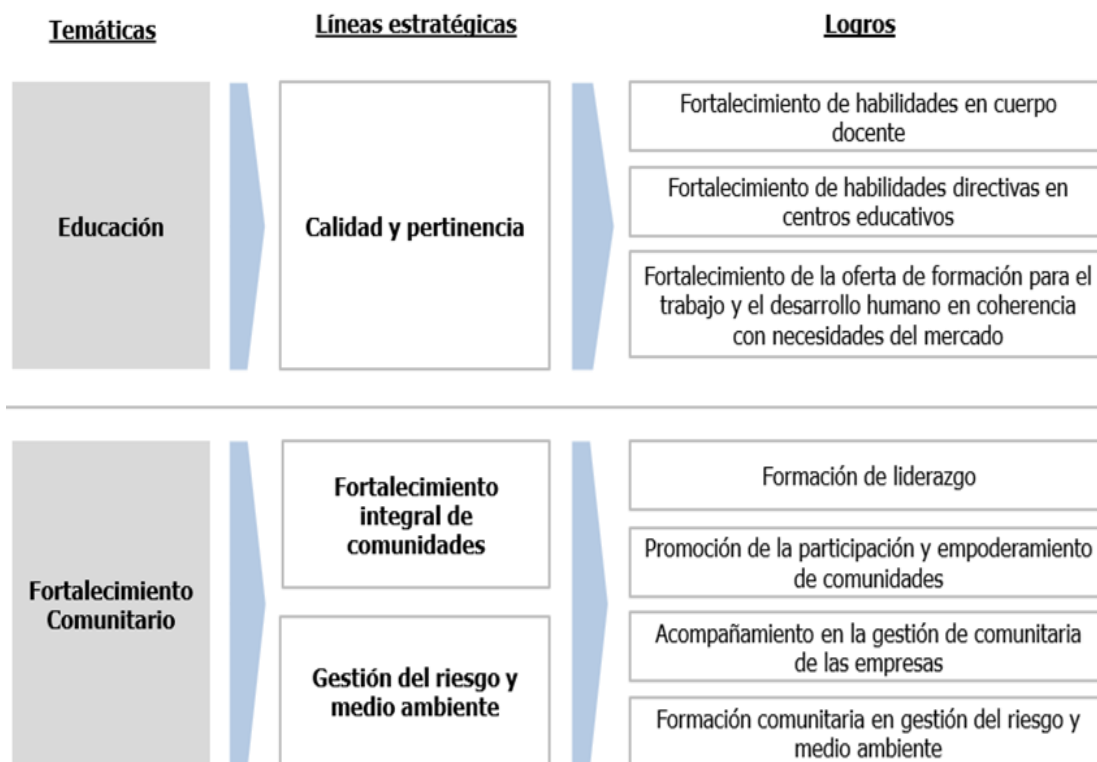 Temáticas
Líneas estratégicas
Logros
Educación
Calidad y pertinencia
Fortalecimiento de habilidades en cuerpo
docente
Fortalecimiento de habilidades directivas en
centros educativos
Fortalecimiento de la oferta de formación para el
trabajo y el desarrollo humano en coherencia
con necesidades del mercado
Fortalecimiento
Comunitario
Fortalecimiento
integral de
comunidades
Gestión del riesgo y
medio ambiente
Formación de liderazgo
Promoción de la participación y empoderamiento
de comunidades
Acompañamiento en la gestión de comunitaria
de las empresas
Formación comunitaria en gestión del riesgo y
medio ambiente